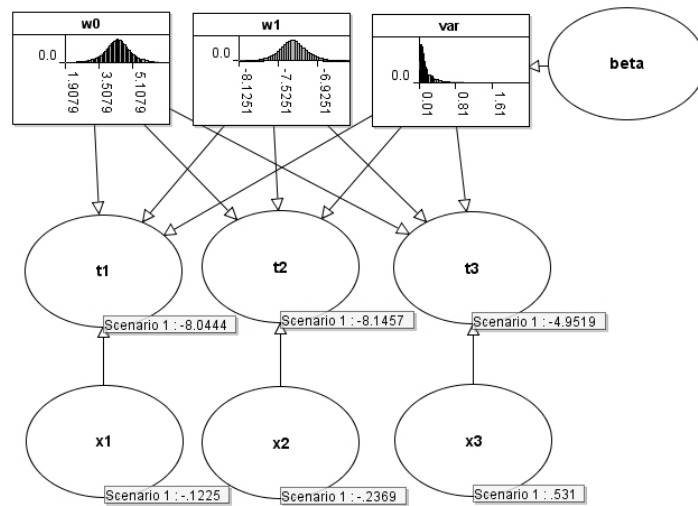 w0
0.0
1.9079
3.5079
5.1079
w1
0.0
-8.1251
-7.5251
-6.9251
var
0.0
0.01
0.81
1.61
beta
t1
Scenario 1 : -8.0444
t2
Scenario 1 : -8.1457
t3
Scenario 1 : -4.9519
x1
Scenario 1 : -.1225
x2
Scenario 1 : -.2369
x3
Scenario 1 : .531